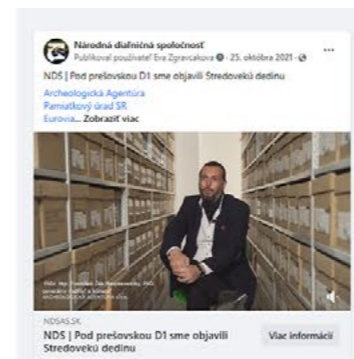 Národná diaľničná spoločnosť
Publikoval používateľ Eva Zgravcakova · 25. októbra 2021 ·
NDS | Pod prešovskou D1 sme objavili Stredovekú dedinu
Archeologická Agentúra
Pamiatkový úrad SR
Eurovia... Zobraziť viac
NDSAS.SK
NDS | Pod prešovskou D1 sme objavili
Stredovekú dedinu
Viac informácií